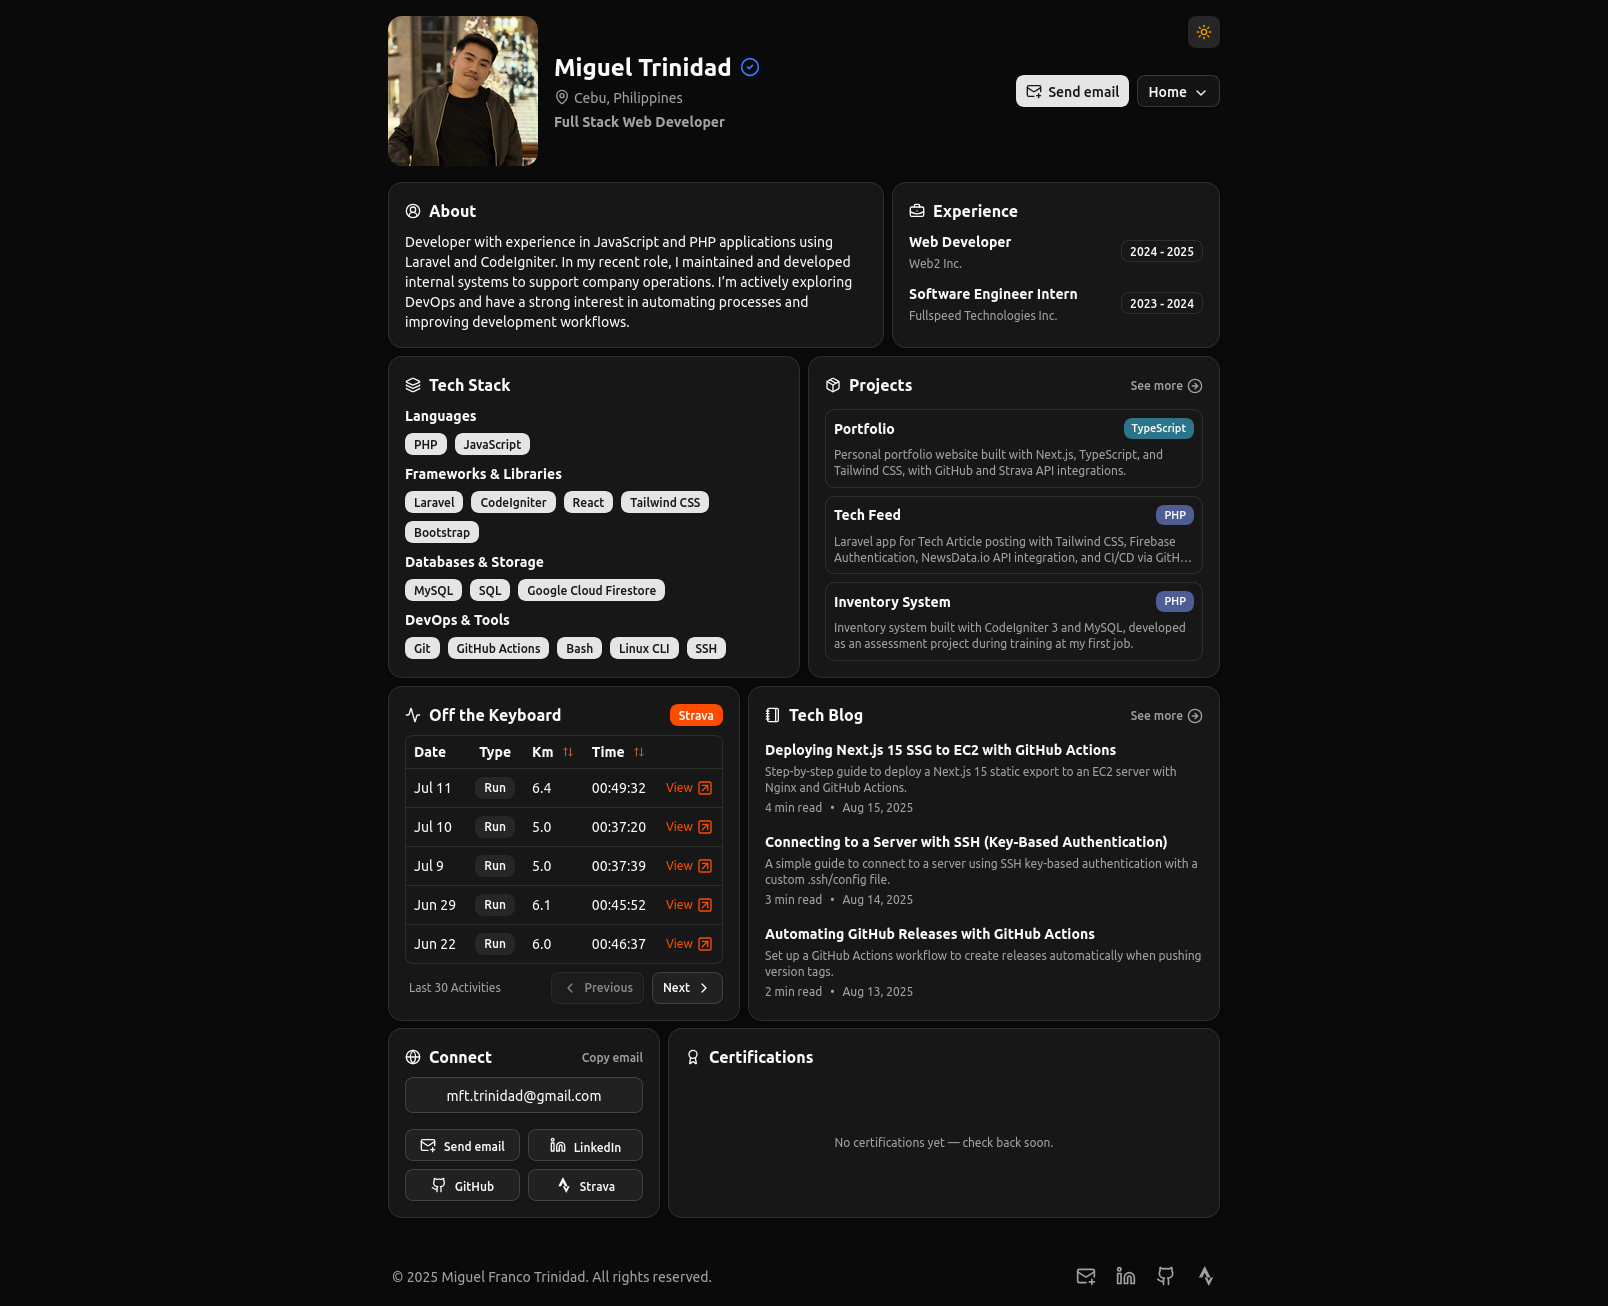 Miguel Trinidad
Cebu, Philippines
Full Stack Web Developer
Send email
Home
About
Developer with experience in JavaScript and PHP applications using
Laravel and CodeIgniter. In my recent role, I maintained and developed
internal systems to support company operations. I'm actively exploring
DevOps and have a strong interest in automating processes and
improving development workflows.
Experience
Web Developer
Web2 Inc.
2024 - 2025
Software Engineer Intern
Fullspeed Technologies Inc.
2023 - 2024
Tech Stack
Languages
PHP JavaScript
Frameworks & Libraries
Laravel CodeIgniter React Tailwind CSS
Bootstrap
Databases & Storage
MySQL SQL Google Cloud Firestore
DevOps & Tools
Git GitHub Actions Bash Linux CLI SSH
Projects
See more
Portfolio TypeScript
Personal portfolio website built with Next.js, TypeScript, and
Tailwind CSS, with GitHub and Strava API integrations.
Tech Feed PHP
Laravel app for Tech Article posting with Tailwind CSS, Firebase
Authentication, NewsData.io API integration, and CI/CD via GitH...
Inventory System PHP
Inventory system built with CodeIgniter 3 and MySQL, developed
as an assessment project during training at my first job.
Off the Keyboard Strava
Date Type Km Time
Jul 11 Run 6.4 00:49:32 View
Jul 10 Run 5.0 00:37:20 View
Jul 9 Run 5.0 00:37:39 View
Jun 29 Run 6.1 00:45:52 View
Jun 22 Run 6.0 00:46:37 View
Last 30 Activities Previous Next
Tech Blog
See more
Deploying Next.js 15 SSG to EC2 with GitHub Actions
Step-by-step guide to deploy a Next.js 15 static export to an EC2 server with
Nginx and GitHub Actions.
4 min read • Aug 15, 2025
Connecting to a Server with SSH (Key-Based Authentication)
A simple guide to connect to a server using SSH key-based authentication with a
custom .ssh/config file.
3 min read • Aug 14, 2025
Automating GitHub Releases with GitHub Actions
Set up a GitHub Actions workflow to create releases automatically when pushing
version tags.
2 min read • Aug 13, 2025
Connect
Copy email
mft.trinidad@gmail.com
Send email LinkedIn
GitHub Strava
Certifications
No certifications yet — check back soon.
© 2025 Miguel Franco Trinidad. All rights reserved.